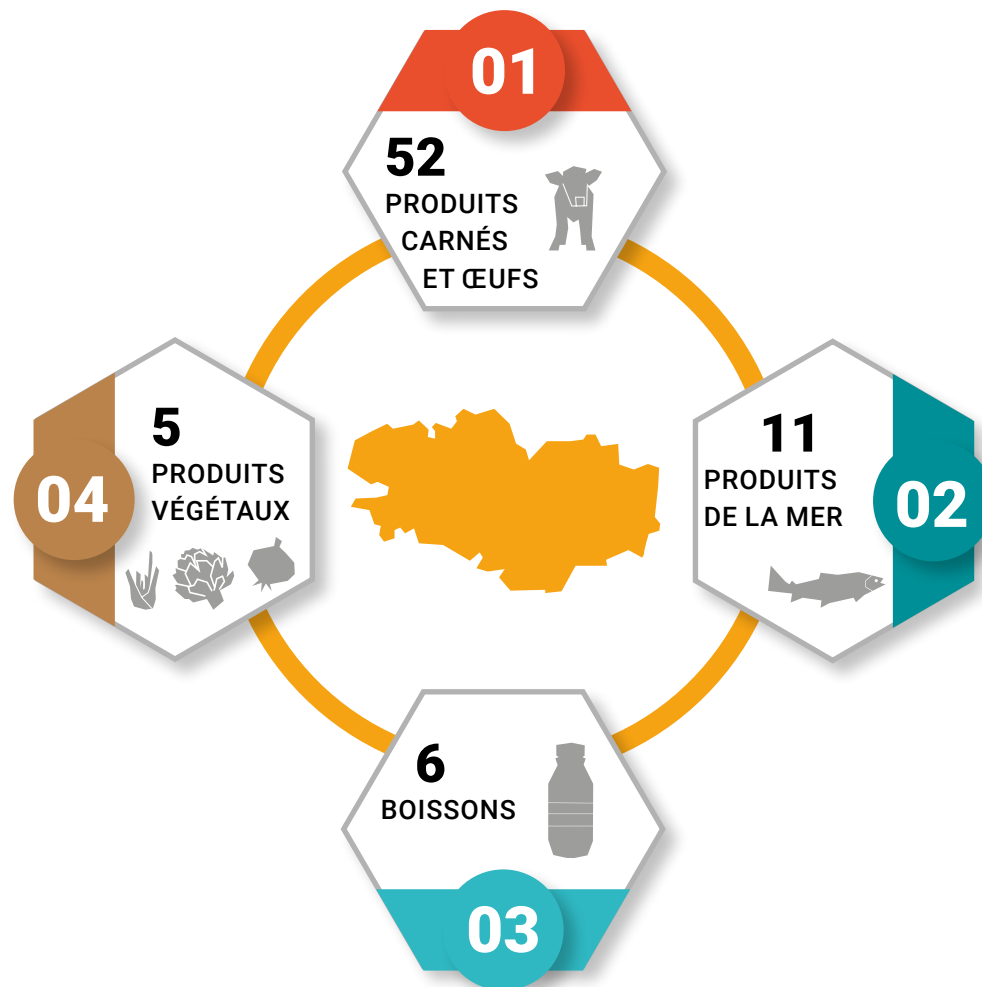 01
52
PRODUITS
CARNÉS
ET ŒUFS
04
5
PRODUITS
VÉGÉTAUX
11
PRODUITS
DE LA MER
02
6
BOISSONS
03